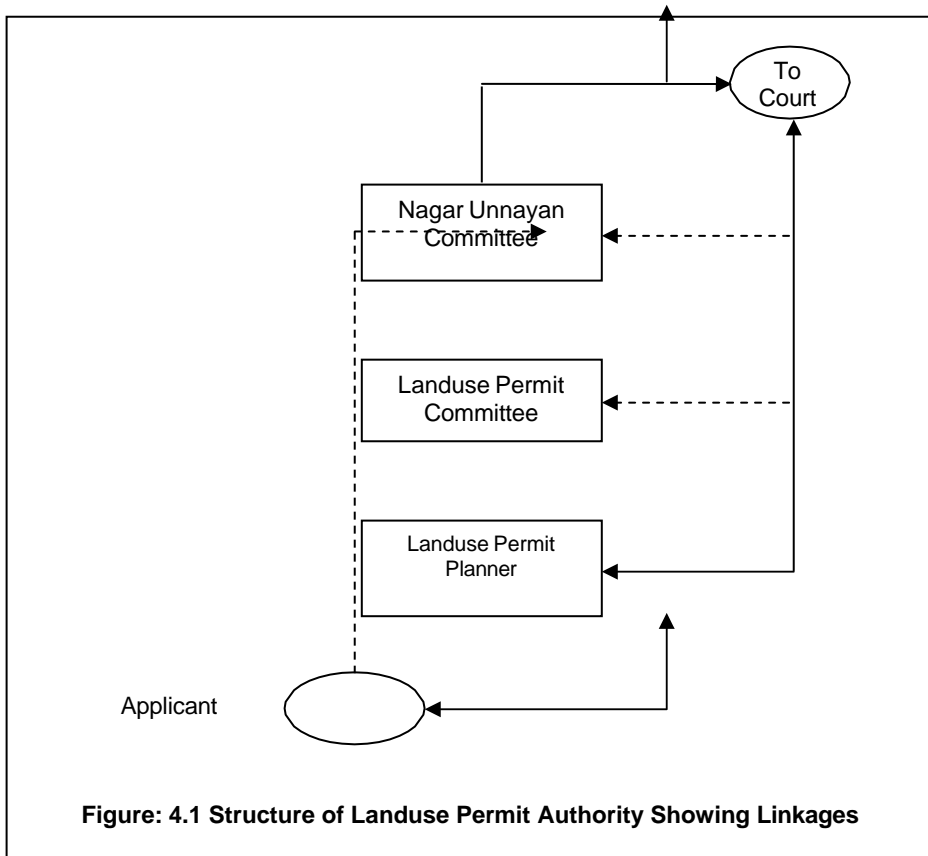 To
Court
Nagar Unnayan
Committee
Landuse Permit
Committee
Landuse Permit
Planner
Applicant
Figure: 4.1 Structure of Landuse Permit Authority Showing Linkages